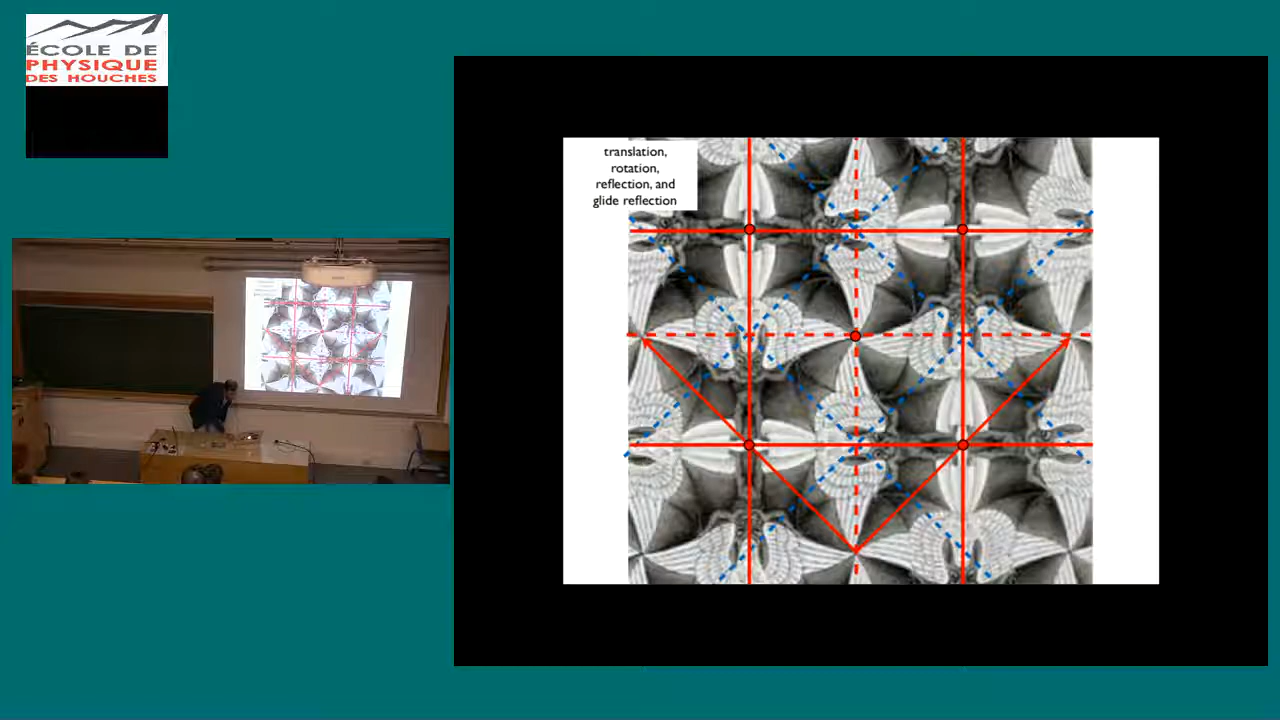 ÉCOLE DE
PHYSIQUE
DES HOUCHES
translation,
rotation,
reflection, and
glide reflection